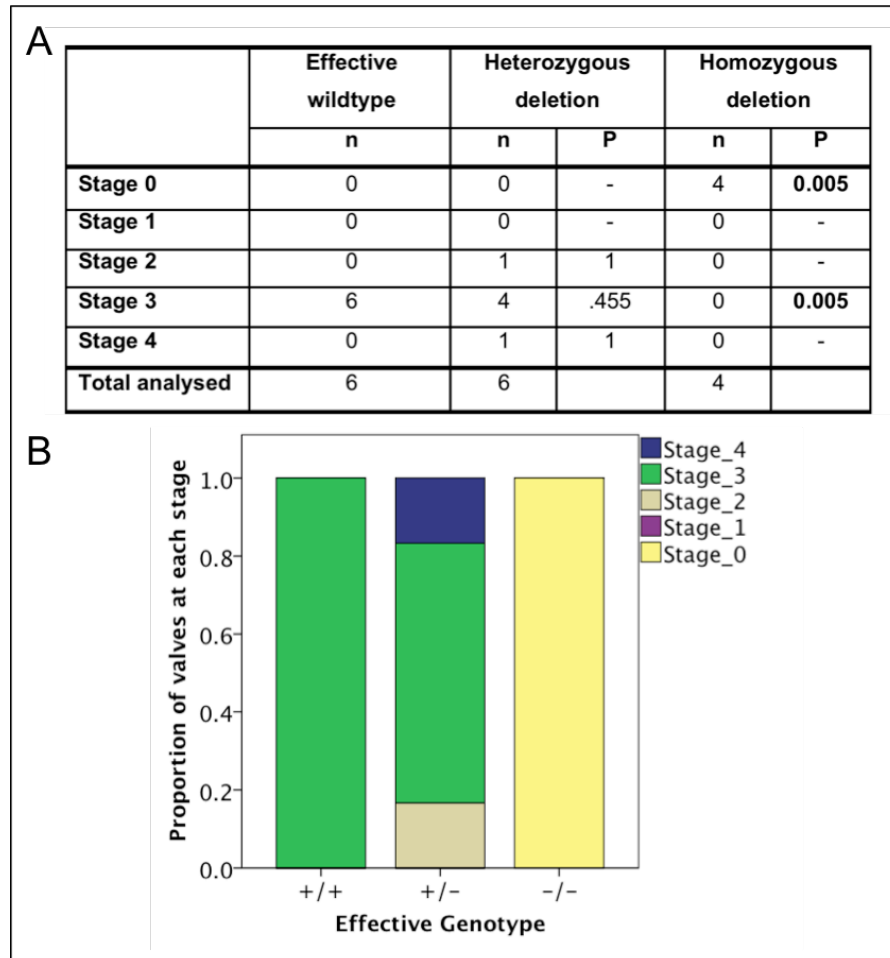 A
Effective wildtype Heterozygous deletion Homozygous deletion
n n P n P
Stage 0 0 0 - 4 0.005
Stage 1 0 0 - 0 -
Stage 2 0 1 1 0 -
Stage 3 6 4 .455 0 0.005
Stage 4 0 1 1 0 -
Total analysed 6 6 4
B
Stage_4
Stage_3
Stage_2
Stage_1
Stage_0
Proportion of valves at each stage
1.0
0.8
0.6
0.4
0.2
0.0
+/+ +/- -/-
Effective Genotype